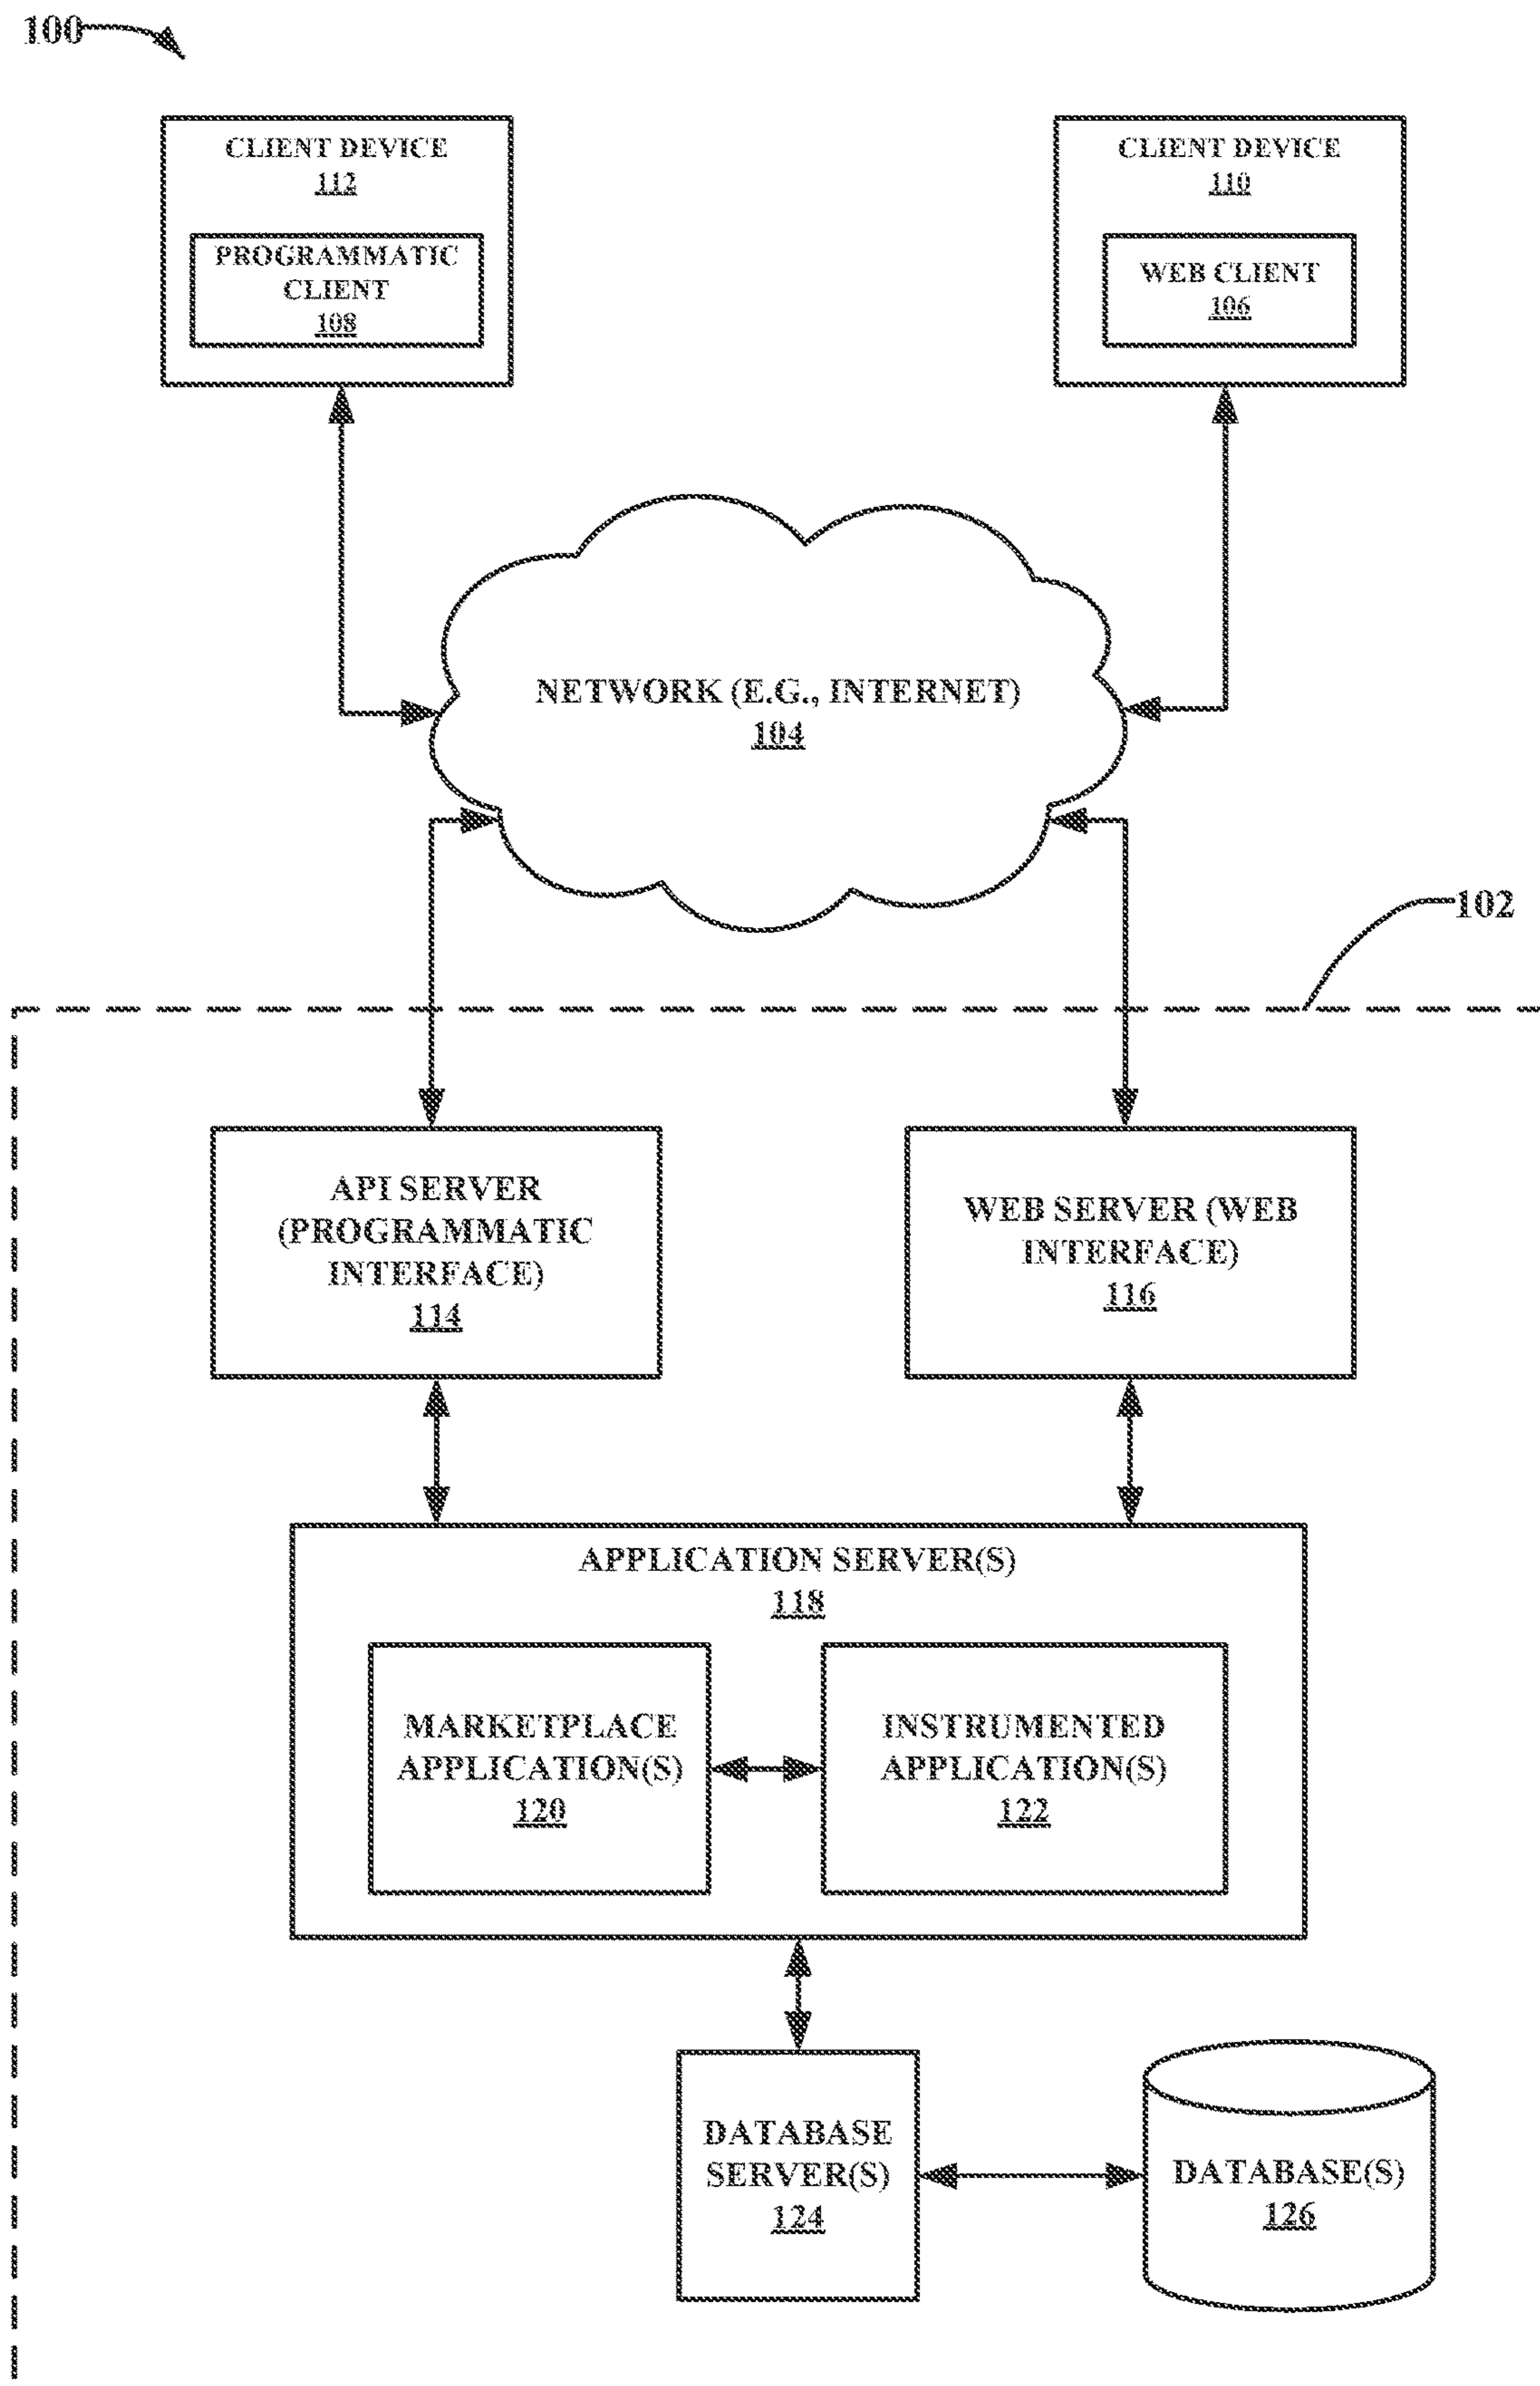 100
CLIENT DEVICE
112
PROGRAMMATIC
CLIENT
108
CLIENT DEVICE
110
WEB CLIENT
106
NETWORK (E.G., INTERNET)
104
102
API SERVER
(PROGRAMMATIC
INTERFACE)
114
WEB SERVER (WEB
INTERFACE)
116
APPLICATION SERVER(S)
118
MARKETPLACE
APPLICATION(S)
120
INSTRUMENTED
APPLICATION(S)
122
DATABASE
SERVER(S)
124
DATABASE(S)
126